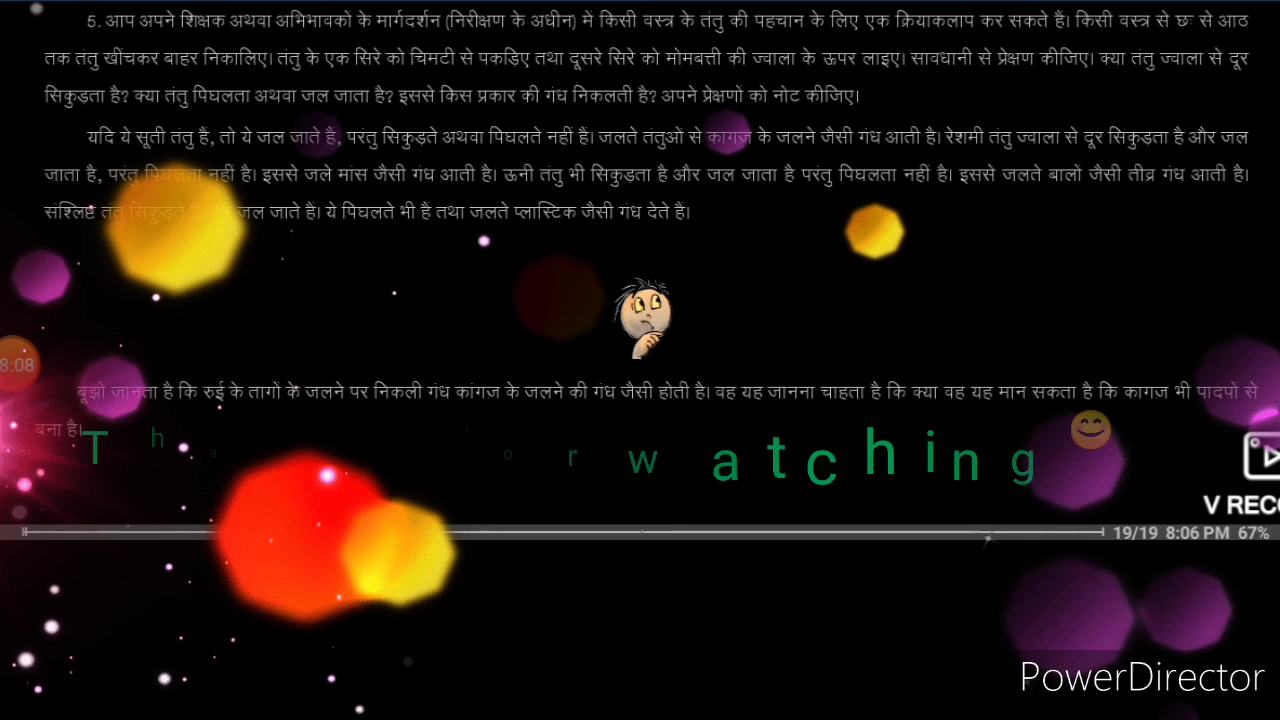 5. आप अपने शिक्षक अथवा अभिभावकों के मार्गदर्शन (निरीक्षण के अधीन) में किसी वस्त्र के तंतु की पहचान के लिए एक क्रियाकलाप कर सकते हैं। किसी वस्त्र से छः से आठ
तक तंतु खींचकर बाहर निकालिए। तंतु के एक सिरे को चिमटी से पकडिए तथा दूसरे सिरे को मोमबत्ती की ज्वाला के ऊपर लाइए। सावधानी से प्रेक्षण कीजिए। क्या तंतु ज्वाला से दूर
सिकुड़ता है? क्या तंतु पिघलता अथवा जल जाता है? इससे किस प्रकार की गंध निकलती है? अपने प्रेक्षणों को नोट कीजिए।
यदि ये सूती तंतु हैं, तो ये जल जाते हैं, परंतु सिकुड़ते अथवा पिघलते नहीं हैं। जलते तंतुओं से कागज के जलने जैसी गंध आती है। रेशमी तंतु ज्वाला से दूर सिकुड़ता है और जल
जाता है, परंतु पिघलता नहीं है। इससे जले मांस जैसी गंध आती है। ऊनी तंतु भी सिकुड़ता है और जल जाता है परंतु पिघलता नहीं है। इससे जलते बालों जैसी तीव्र गंध आती है।
संश्लिष्ट तंतु सिकुड़ते जल जाते हैं। ये पिघलते भी हैं तथा जलते प्लास्टिक जैसी गंध देते हैं।
8:08
बूझो जानता है कि रुई के तागों के जलने पर निकली गंध कांगज के जलने की गंध जैसी होती है। वह यह जानना चाहता है कि क्या वह यह मान सकता है कि कागज भी पादपों से
बना है।
T h a or watching
V REC
19/19 8:06 PM 67%
PowerDirector